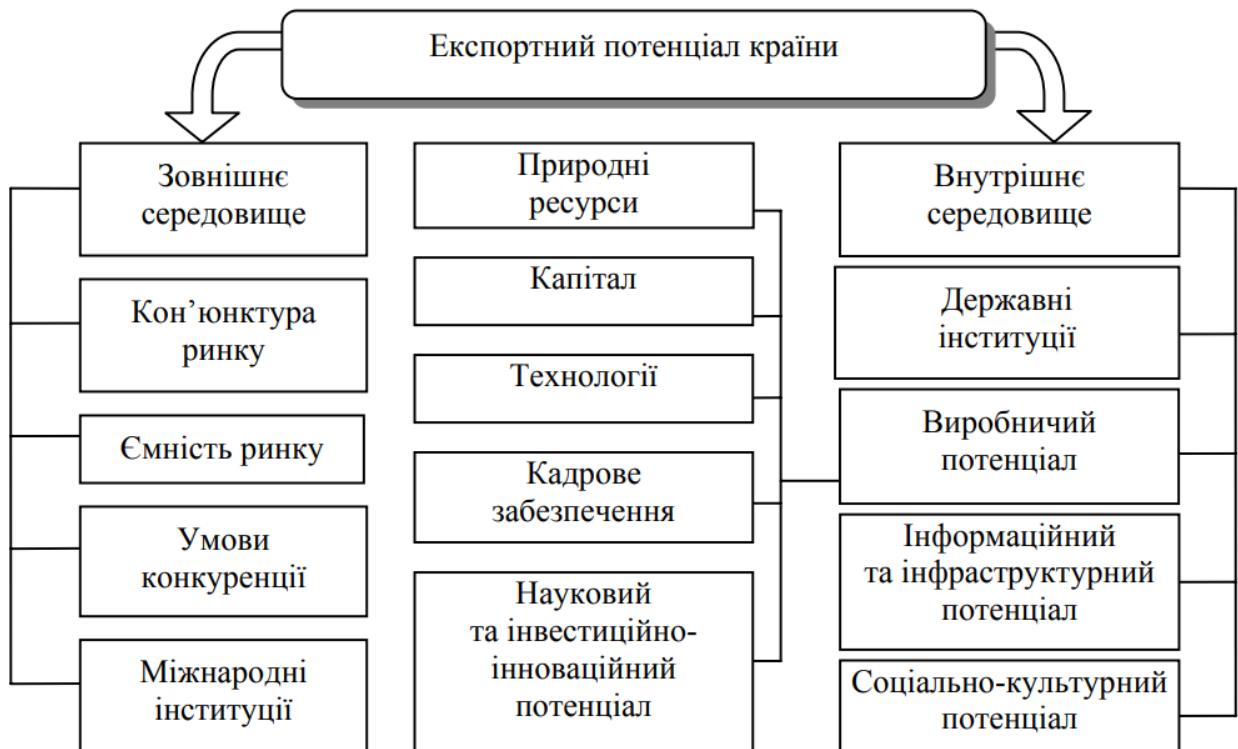 Експортний потенціал країни
Зовнішнє
середовище
Кон’юнктура
ринку
Ємність ринку
Умови
конкуренції
Міжнародні
інституції
Природні
ресурси
Капітал
Технології
Кадрове
забезпечення
Науковий
та інвестиційно-
інноваційний
потенціал
Внутрішнє
середовище
Державні
інституції
Виробничий
потенціал
Інформаційний
та інфраструктурний
потенціал
Соціально-культурний
потенціал